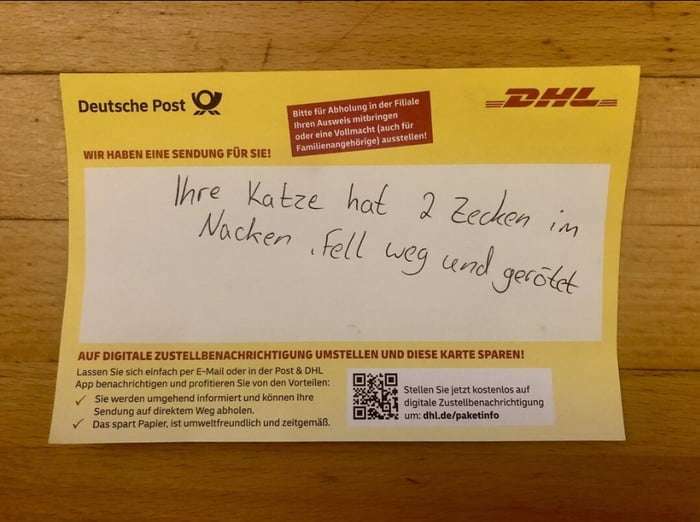 Deutsche Post
DHL
Bitte für Abholung in der Filiale
Ihren Ausweis mitbringen
oder eine Vollmacht (auch für
Familienangehörige) ausstellen!
WIR HABEN EINE SENDUNG FÜR SIE!
Ihre Katze hat 2 Zecken im
Nacken. Fell weg und gerötet
AUF DIGITALE ZUSTELLBENACHRICHTIGUNG UMSTELLEN UND DIESE KARTE SPAREN!
Lassen Sie sich einfach per E-Mail oder in der Post & DHL
App benachrichtigen und profitieren Sie von den Vorteilen:
✓ Sie werden umgehend informiert und können Ihre
Sendung auf direktem Weg abholen.
✓ Das spart Papier, ist umweltfreundlich und zeitgemäß.
Stellen Sie jetzt kostenlos auf
digitale Zustellbenachrichtigung
um: dhl.de/paketinfo